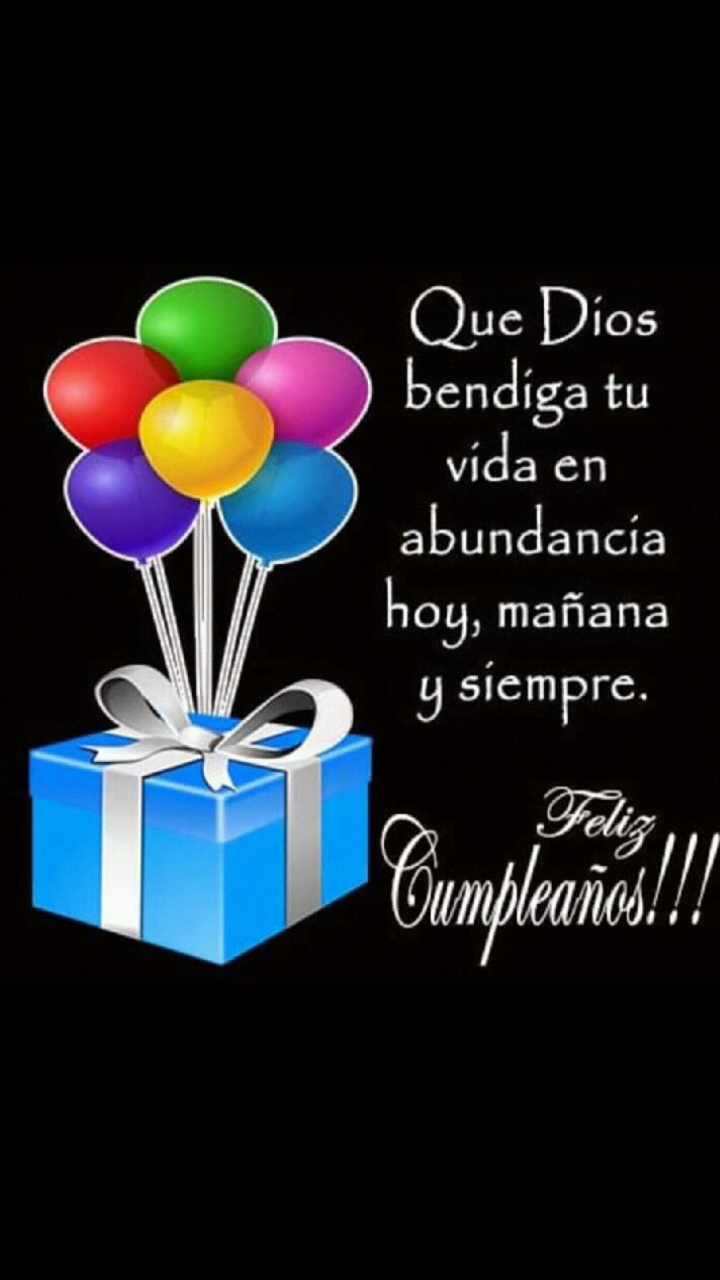 Que Dios
bendiga tu
vida en
abundancia
hoy, mañana
y siempre.
Feliz
Cumpleaños!!!